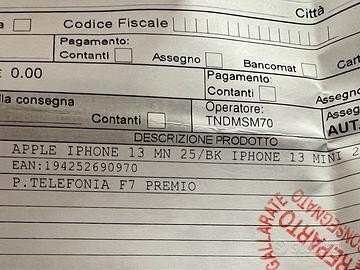 Città
a Codice Fiscale
Pagamento:
Contanti Assegno Bancomat Cart
Pagamento:
€ 0.00 Contanti Assegno
lla consegna Contanti Operatore: Asse
TNDMSM70 AUT
DESCRIZIONE PRODOTTO
APPLE IPHONE 13 MN 25/BK IPHONE 13 MINI 2
EAN:194252690970
P.TELEFONIA F7 PREMIO
GALLARATE
REPARTO
CONSEGNATO